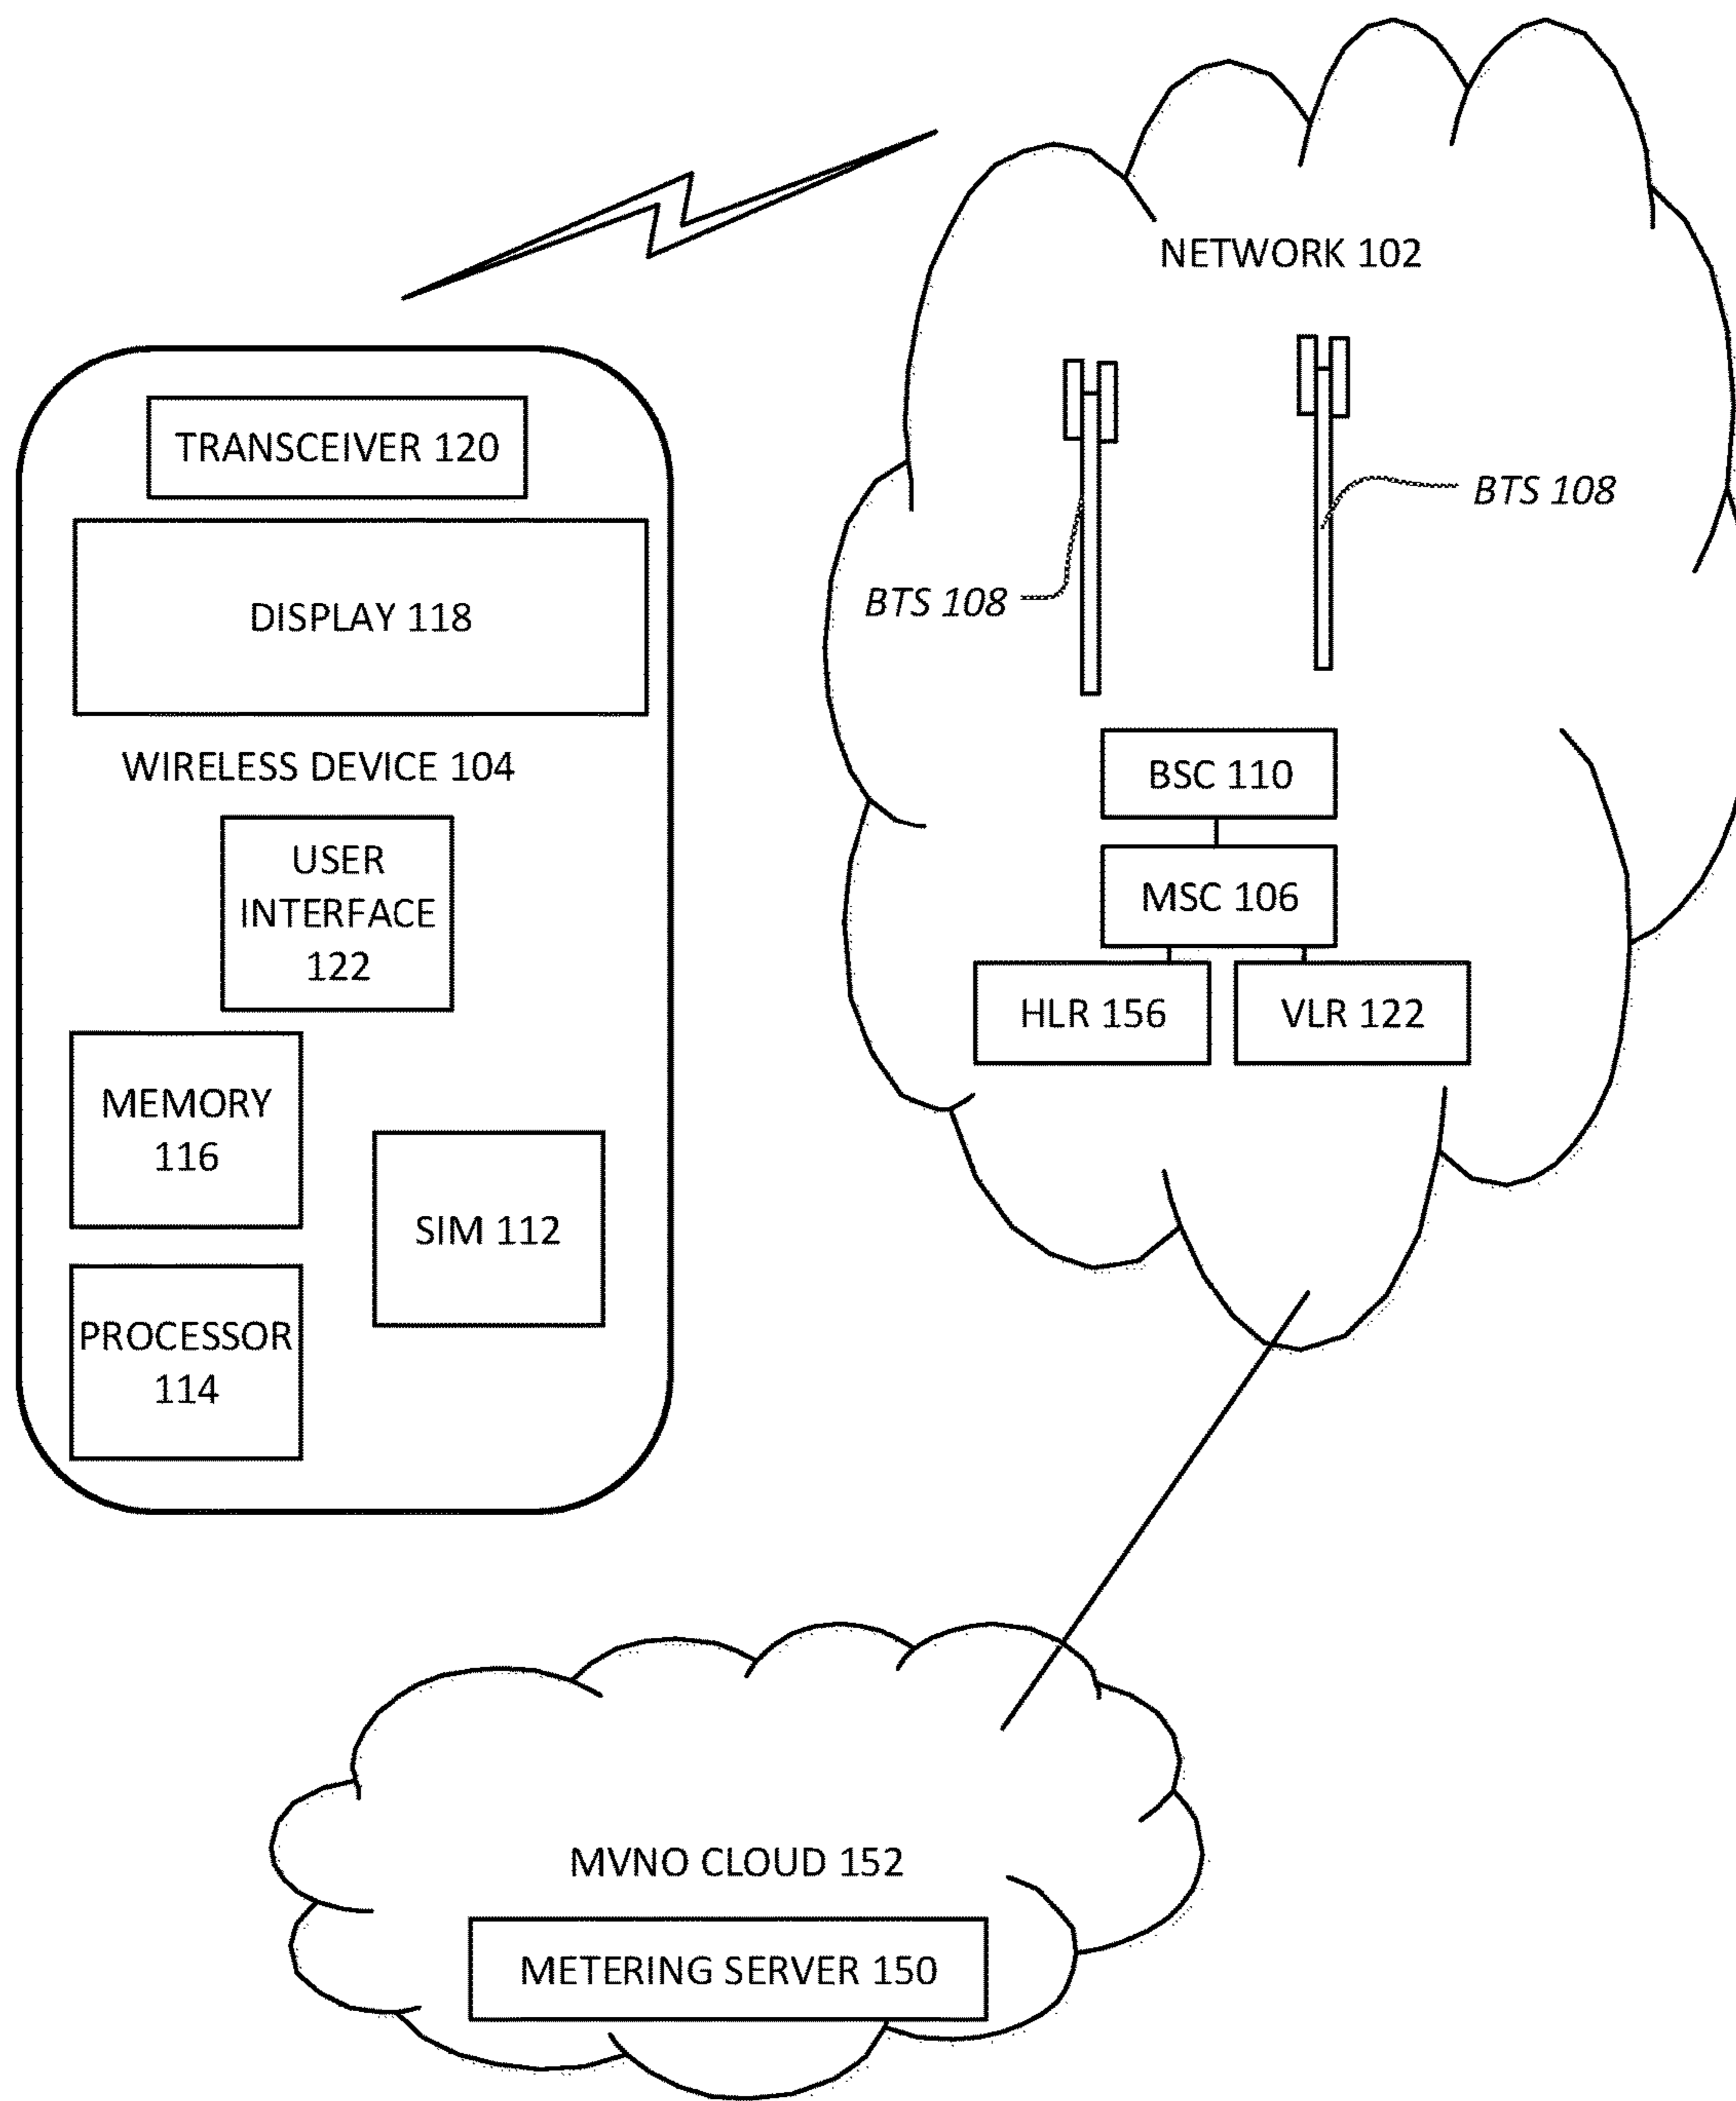 NETWORK 102
TRANSCEIVER 120
BTS 108
DISPLAY 118
BTS 108
WIRELESS DEVICE 104
BSC 110
USER
INTERFACE
122
MSC 106
HLR 156
VLR 122
MEMORY
116
SIM 112
PROCESSOR
114
MVNO CLOUD 152
METERING SERVER 150